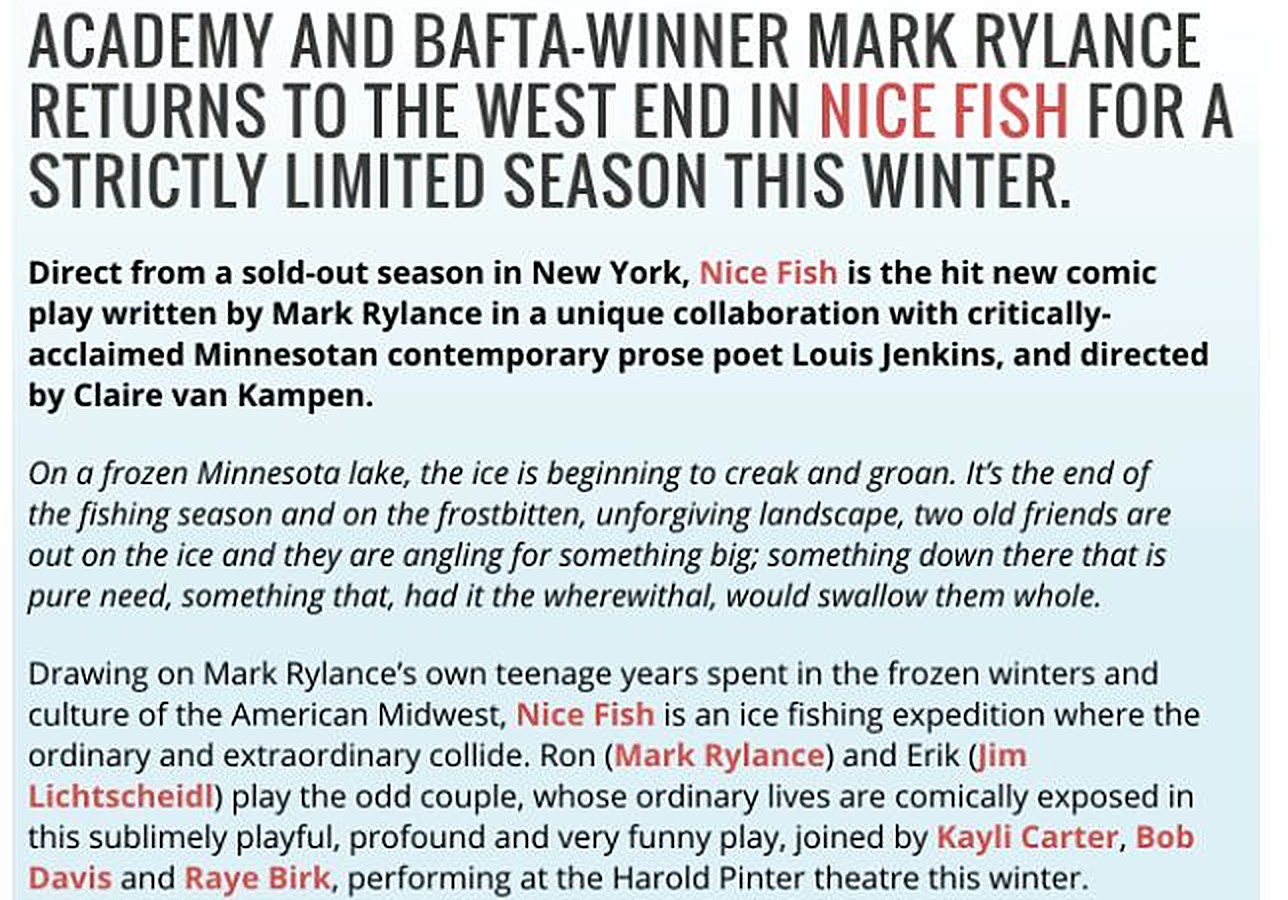 ACADEMY AND BAFTA-WINNER MARK RYLANCE
RETURNS TO THE WEST END IN NICE FISH FOR A
STRICTLY LIMITED SEASON THIS WINTER.
Direct from a sold-out season in New York, Nice Fish is the hit new comic
play written by Mark Rylance in a unique collaboration with critically-
acclaimed Minnesotan contemporary prose poet Louis Jenkins, and directed
by Claire van Kampen.
On a frozen Minnesota lake, the ice is beginning to creak and groan. It’s the end of
the fishing season and on the frostbitten, unforgiving landscape, two old friends are
out on the ice and they are angling for something big; something down there that is
pure need, something that, had it the wherewithal, would swallow them whole.
Drawing on Mark Rylance’s own teenage years spent in the frozen winters and
culture of the American Midwest, Nice Fish is an ice fishing expedition where the
ordinary and extraordinary collide. Ron (Mark Rylance) and Erik (Jim
Lichtscheidl) play the odd couple, whose ordinary lives are comically exposed in
this sublimely playful, profound and very funny play, joined by Kayli Carter, Bob
Davis and Raye Birk, performing at the Harold Pinter theatre this winter.